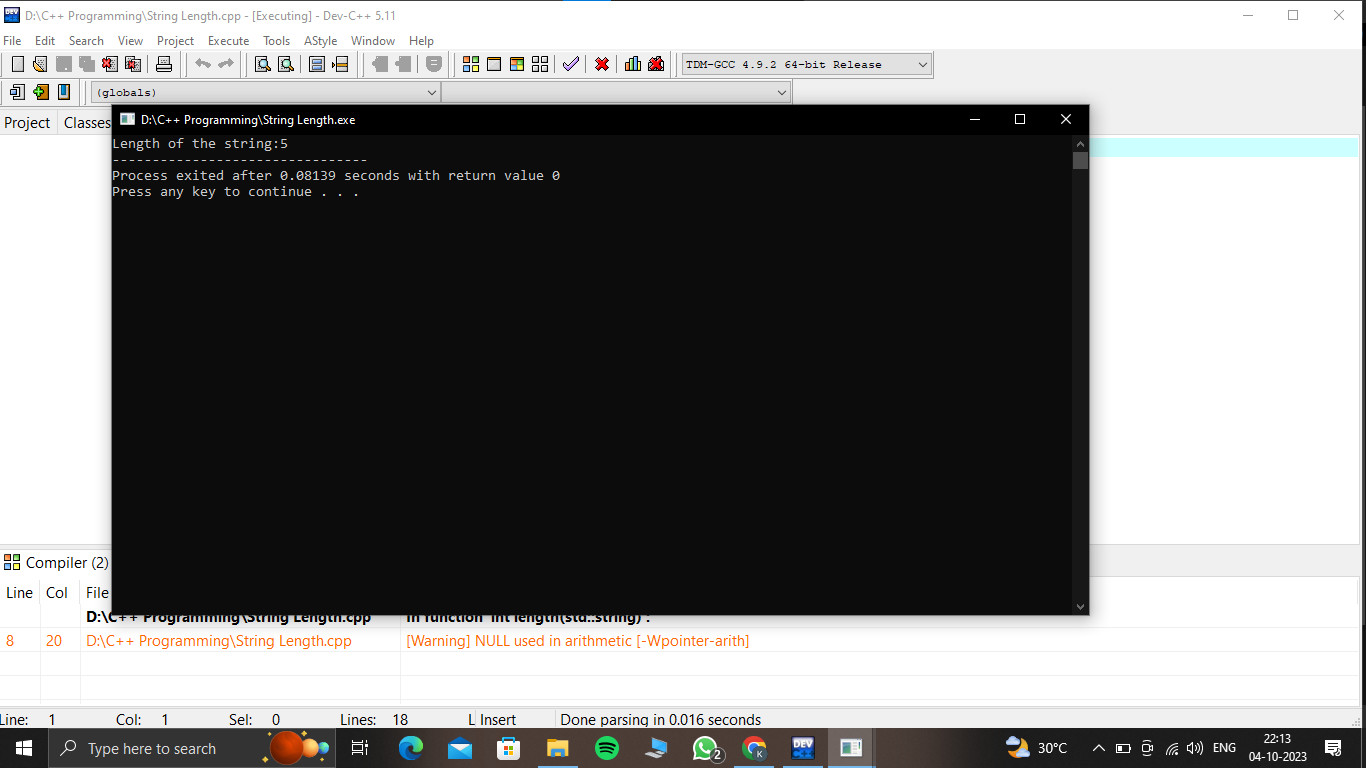 D:\C++ Programming\String Length.cpp - [Executing] - Dev-C++ 5.11
File Edit Search View Project Execute Tools AStyle Window Help
TDM-GCC 4.9.2 64-bit Release
(globals)
Project Classes
D:\C++ Programming\String Length.exe
Length of the string:5
--------------------------------
Process exited after 0.08139 seconds with return value 0
Press any key to continue . . .
Compiler (2)
Line Col File
D:\C++ Programming\String Length.cpp In function 'int length(std::string)':
8 20 D:\C++ Programming\String Length.cpp [Warning] NULL used in arithmetic [-Wpointer-arith]
Line: 1 Col: 1 Sel: 0 Lines: 18 L Insert Done parsing in 0.016 seconds
Type here to search 2 K DEV 30°C ENG 22:13
04-10-2023